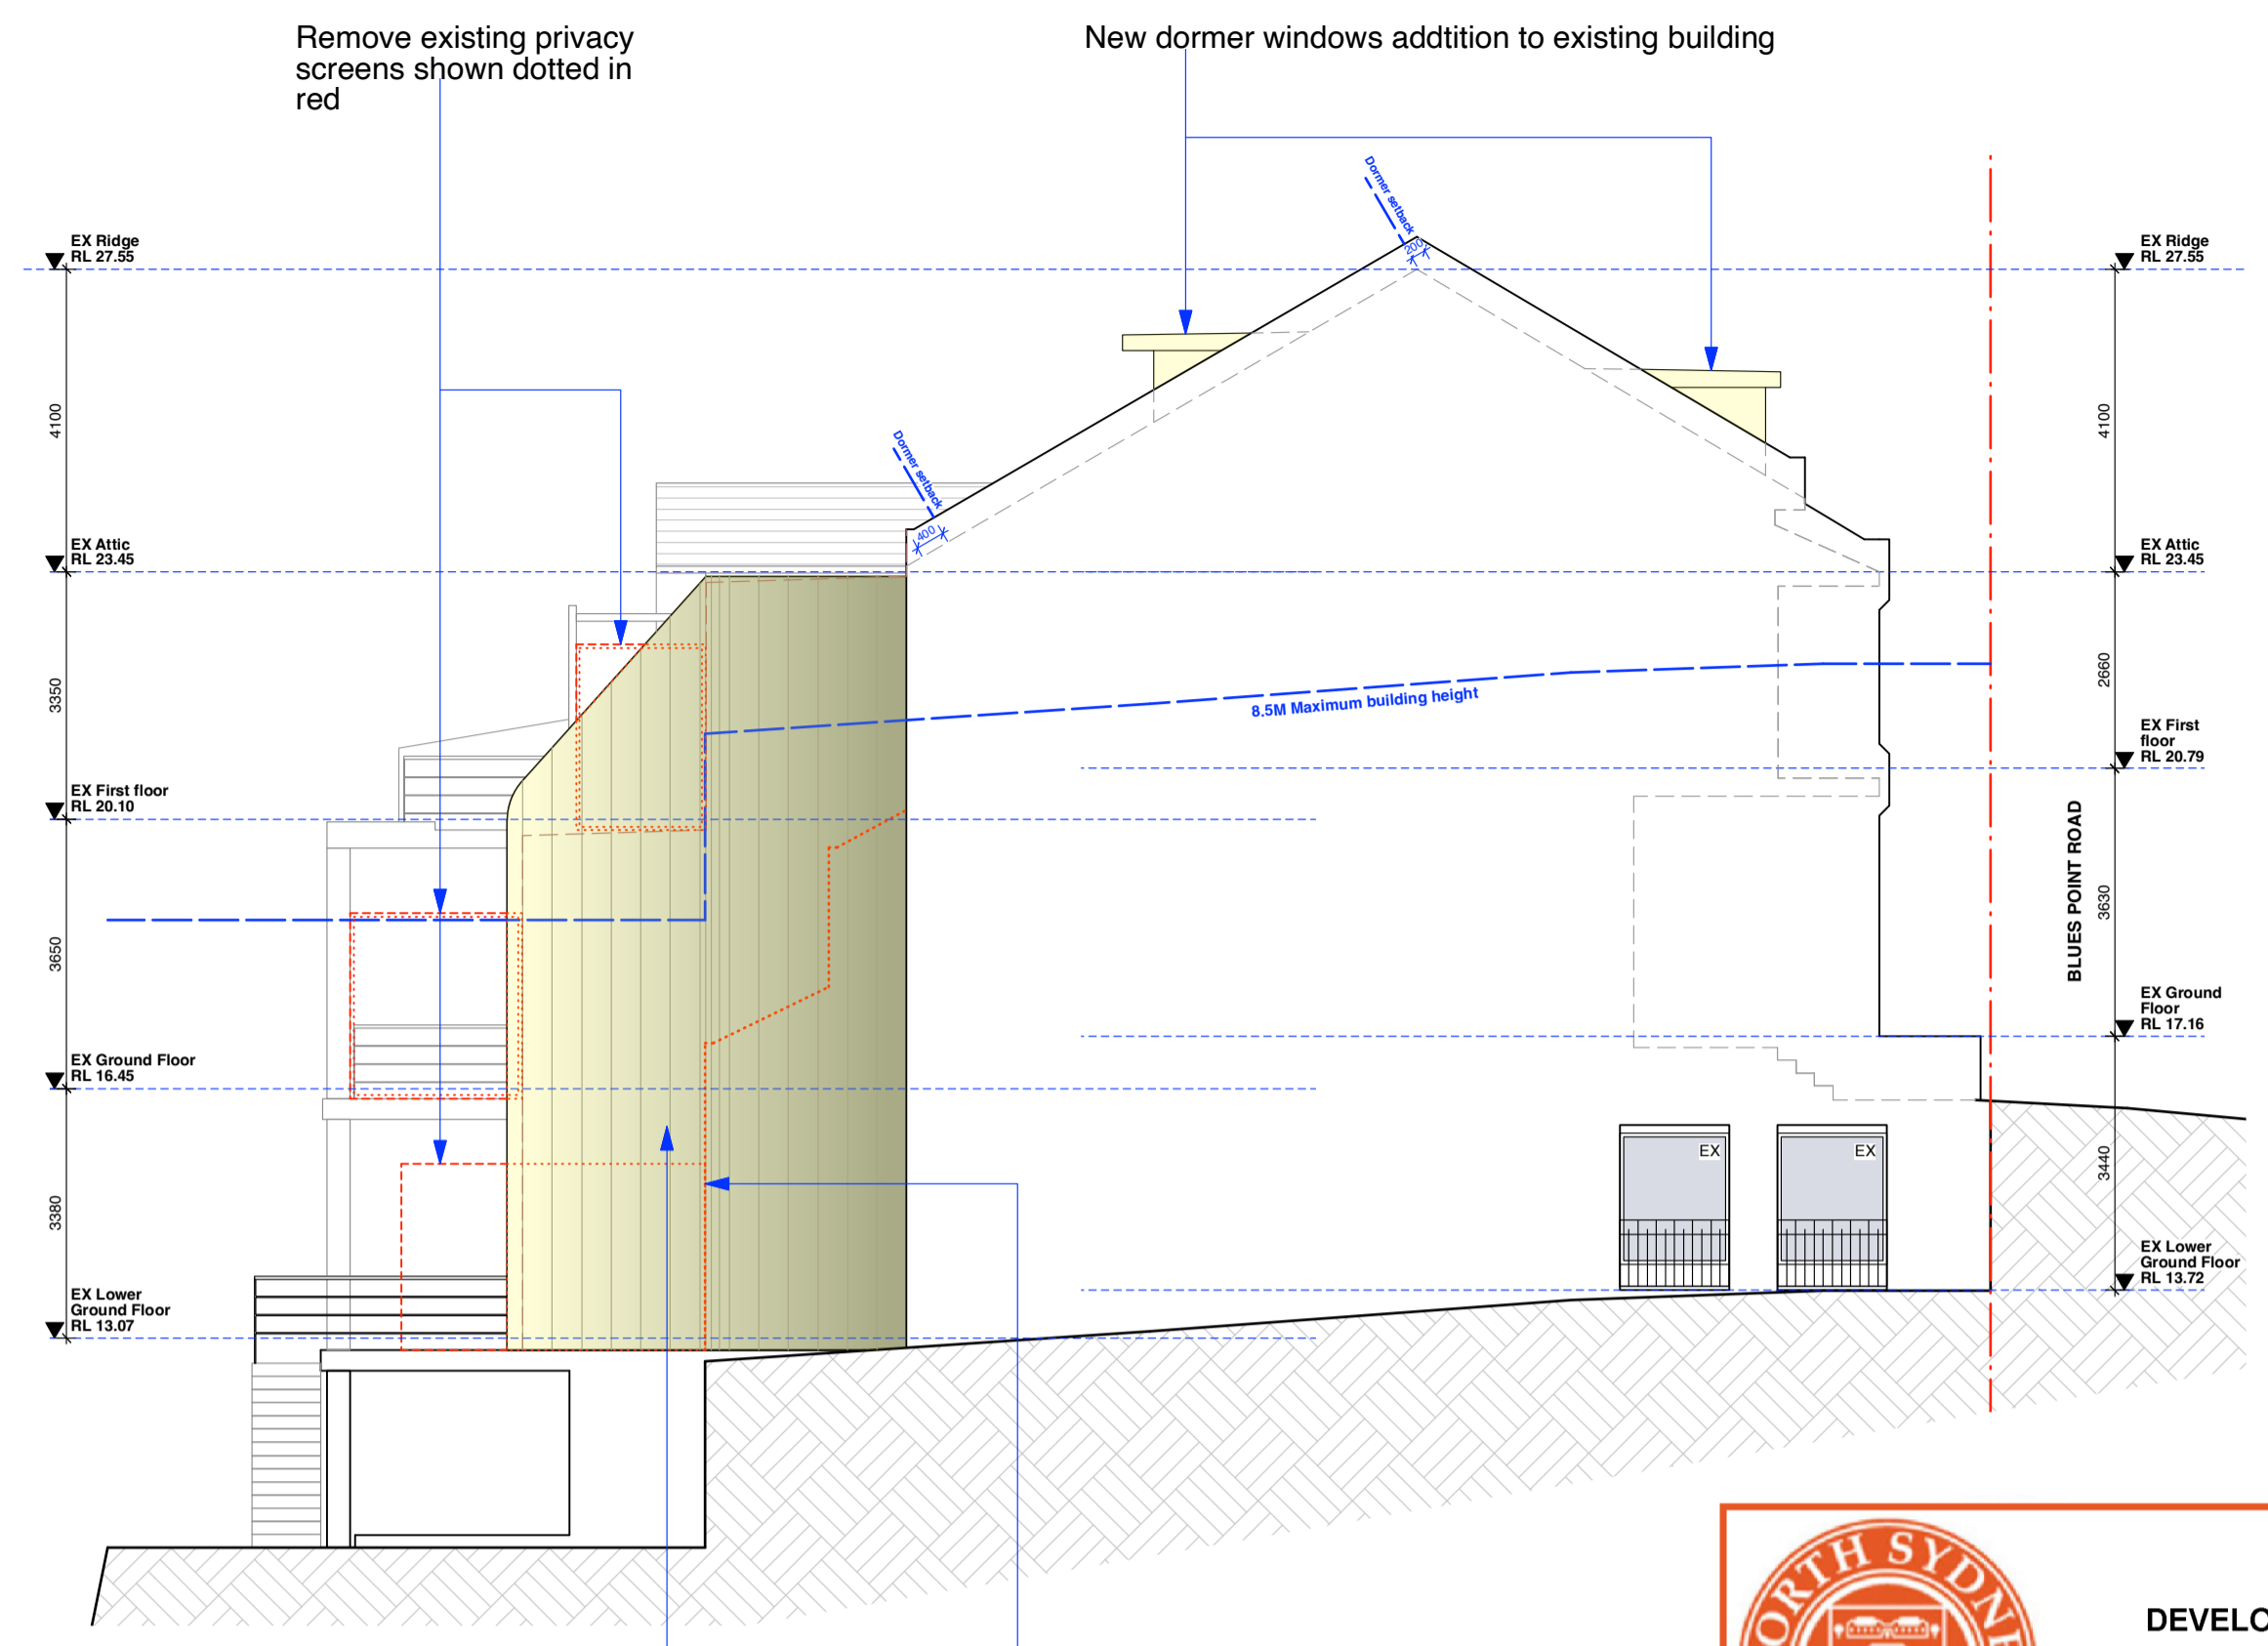 Remove existing privacy
screens shown dotted in
red
New dormer windows addtition to existing building
Dormer setback
200
Dormer setback
400
EX Ridge
RL 27.55
4100
EX Attic
RL 23.45
3350
EX First floor
RL 20.10
3650
EX Ground Floor
RL 16.45
3380
EX Lower
Ground Floor
RL 13.07
8.5M Maximum building height
EX
EX
BLUES POINT ROAD
EX Ridge
RL 27.55
4100
EX Attic
RL 23.45
2660
EX First
floor
RL 20.79
3630
EX Ground
Floor
RL 17.16
3440
EX Lower
Ground Floor
RL 13.72
ORTH SYDNE
DEVELO